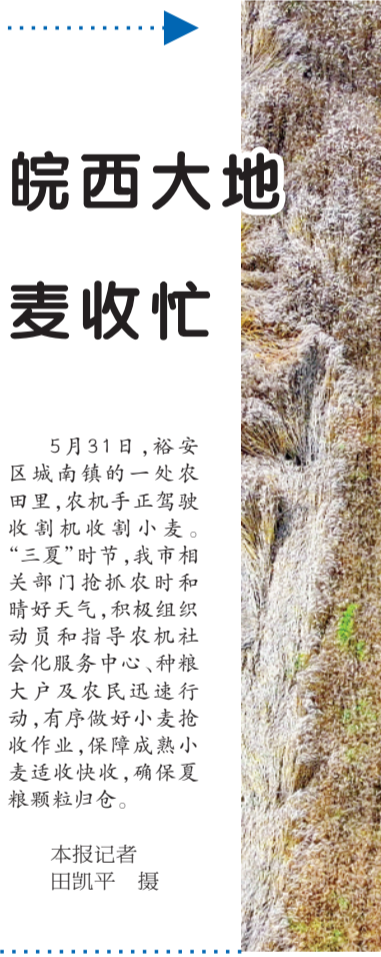 皖西大地
麦收忙
5月31日,裕安
区城南镇的一处农
田里,农机手正驾驶
收割机收割小麦。
“三夏”时节,我市相
关部门抢抓农时和
晴好天气,积极组织
动员和指导农机社
会化服务中心、种粮
大户及农民迅速行
动,有序做好小麦抢
收作业,保障成熟小
麦适收快收,确保夏
粮颗粒归仓。
本报记者
田凯平 摄